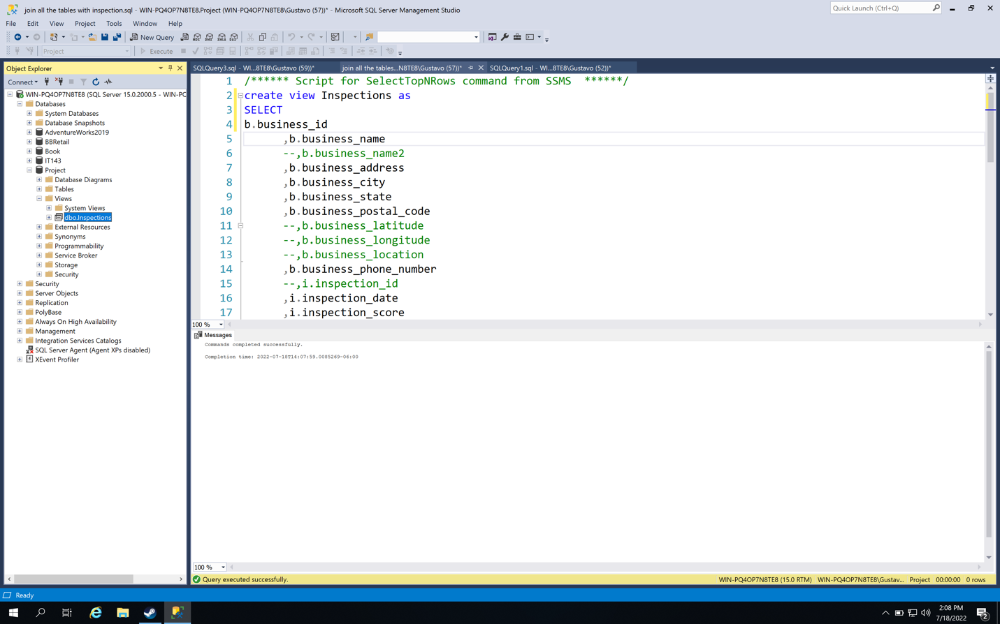 join all the tables with inspection.sql - WIN-PQ4OP7N8TE8.Project (WIN-PQ4OP7N8TE8\Gustavo (57))* - Microsoft SQL Server Management Studio
Quick Launch (Ctrl+Q)
File Edit View Project Tools Window Help
New Query
MDX DMX XMLA DAX
Project
Execute
Object Explorer
SQLQuery3.sql - WI...8TE8\Gustavo (59))*
join all the tables...N8TE8\Gustavo (57))*
SQLQuery1.sql - WI...8TE8\Gustavo (52))*
Connect
WIN-PQ4OP7N8TE8 (SQL Server 15.0.2000.5 - WIN-PC
Databases
System Databases
Database Snapshots
AdventureWorks2019
BBRetail
Book
IT143
Project
Database Diagrams
Tables
Views
System Views
dbo.Inspections
External Resources
Synonyms
Programmability
Service Broker
Storage
Security
Security
Server Objects
Replication
PolyBase
Always On High Availability
Management
Integration Services Catalogs
SQL Server Agent (Agent XPs disabled)
XEvent Profiler
1 /****** Script for SelectTopNRows command from SSMS ******/
2 create view Inspections as
3 SELECT
4 b.business_id
5 ,b.business_name
6 --,b.business_name2
7 ,b.business_address
8 ,b.business_city
9 ,b.business_state
10 ,b.business_postal_code
11 --,b.business_latitude
12 --,b.business_longitude
13 --,b.business_location
14 ,b.business_phone_number
15 --,i.inspection_id
16 ,i.inspection_date
17 ,i.inspection_score
100 %
Messages
Commands completed successfully.
Completion time: 2022-07-18T14:07:59.0085269-06:00
100 %
Query executed successfully.
WIN-PQ4OP7N8TE8 (15.0 RTM) WIN-PQ4OP7N8TE8\Gustav... Project 00:00:00 0 rows
Ready
2:08 PM
7/18/2022
2